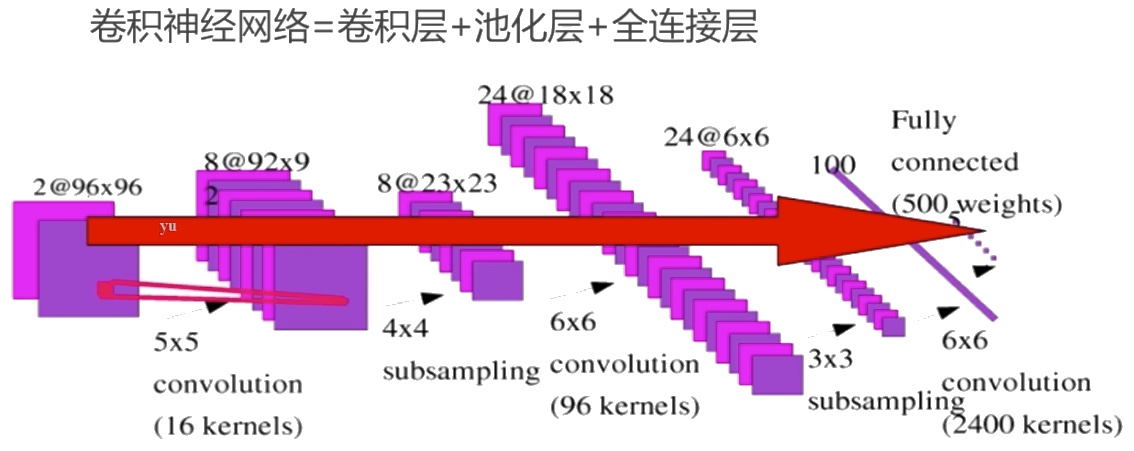 卷积神经网络=卷积层+池化层+全连接层
2@96x96
8@92x9
2
8@23x23
24@18x18
24@6x6
100
Fully
connected
(500 weights)
5
yu
5x5
convolution
(16 kernels)
4x4
subsampling
6x6
convolution
(96 kernels)
3x3
subsampling
6x6
convolution
(2400 kernels)